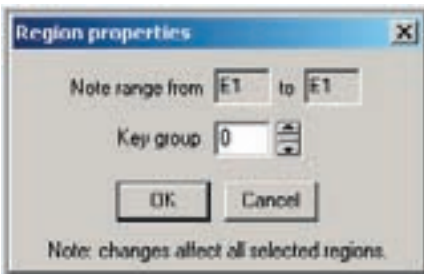 Region properties
Note range from E1 to E1
Key group 0
OK Cancel
Note: changes affect all selected regions.